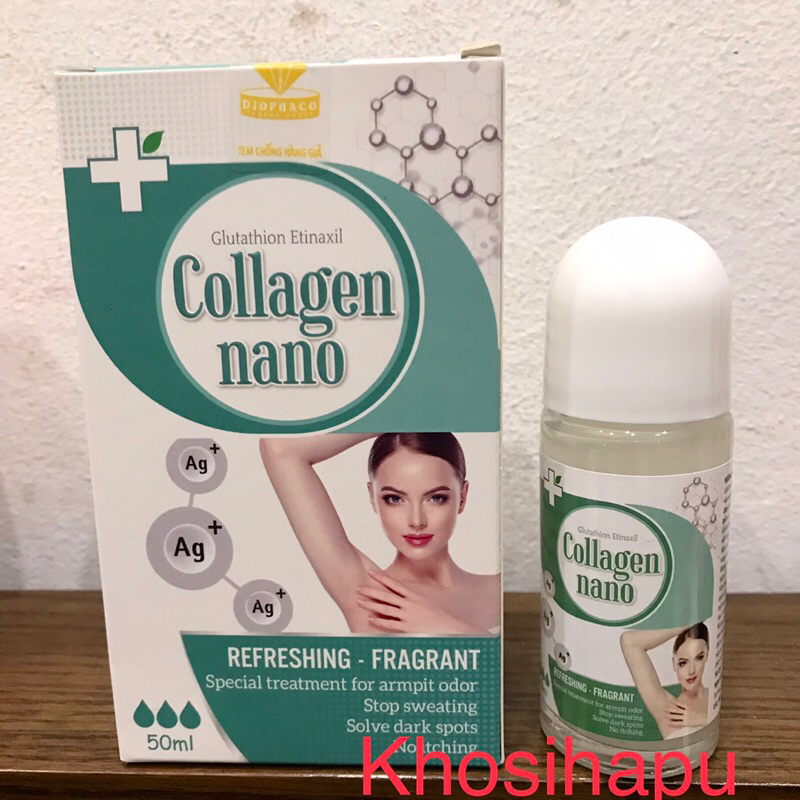 DIOPHACO
TEM CHỐNG HÀNG GIẢ
Glutathion Etinaxil
Collagen
nano
Ag+
Ag+
Ag+
REFRESHING - FRAGRANT
Special treatment for armpit odor
Stop sweating
Solve dark spots
No Itching
50ml
Glutathion Etinaxil
Collagen
nano
REFRESHING - FRAGRANT
Special treatment for armpit odor
Stop sweating
Solve dark spots
No Itching
Khosihapu